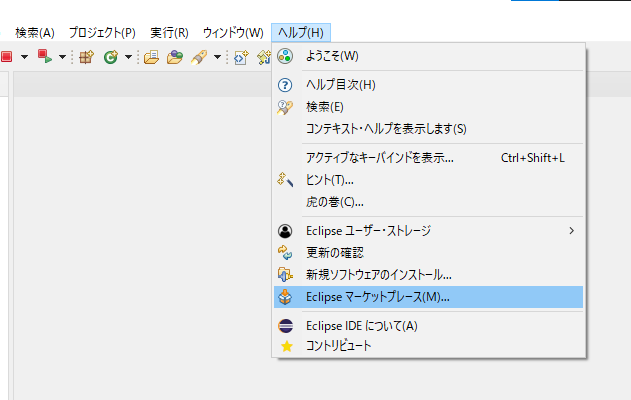 検索(A) プロジェクト(P) 実行(R) ウィンドウ(W) ヘルプ(H)
ようこそ(W)
ヘルプ目次(H)
検索(E)
コンテキスト・ヘルプを表示します(S)
アクティブなキーバインドを表示... Ctrl+Shift+L
ヒント(T)...
虎の巻(C)...
Eclipse ユーザー・ストレージ
更新の確認
新規ソフトウェアのインストール...
Eclipse マーケットプレース(M)...
Eclipse IDE について(A)
コントリビュート